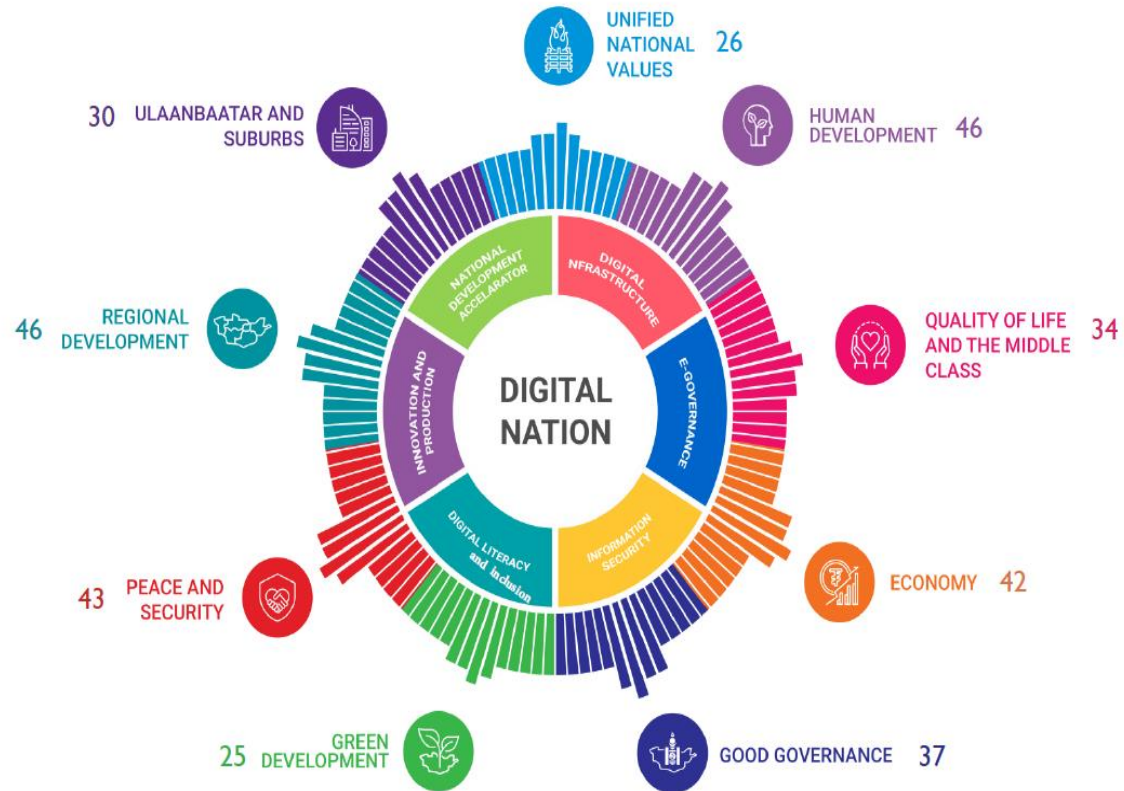 UNIFIED
NATIONAL
VALUES
26
HUMAN
DEVELOPMENT
46
QUALITY OF LIFE
AND THE MIDDLE
CLASS
34
ECONOMY
42
GOOD GOVERNANCE
37
GREEN
DEVELOPMENT
25
PEACE AND
SECURITY
43
REGIONAL
DEVELOPMENT
46
ULAANBAATAR AND
SUBURBS
30
DIGITAL
NFRASTRUCTURE
E-GOVERNANCE
INFORMATION
SECURITY
DIGITAL LITERACY
and inclusion
INNOVATION AND
PRODUCTION
NATIONAL
DEVELOPMENT
ACCELARATOR
DIGITAL
NATION